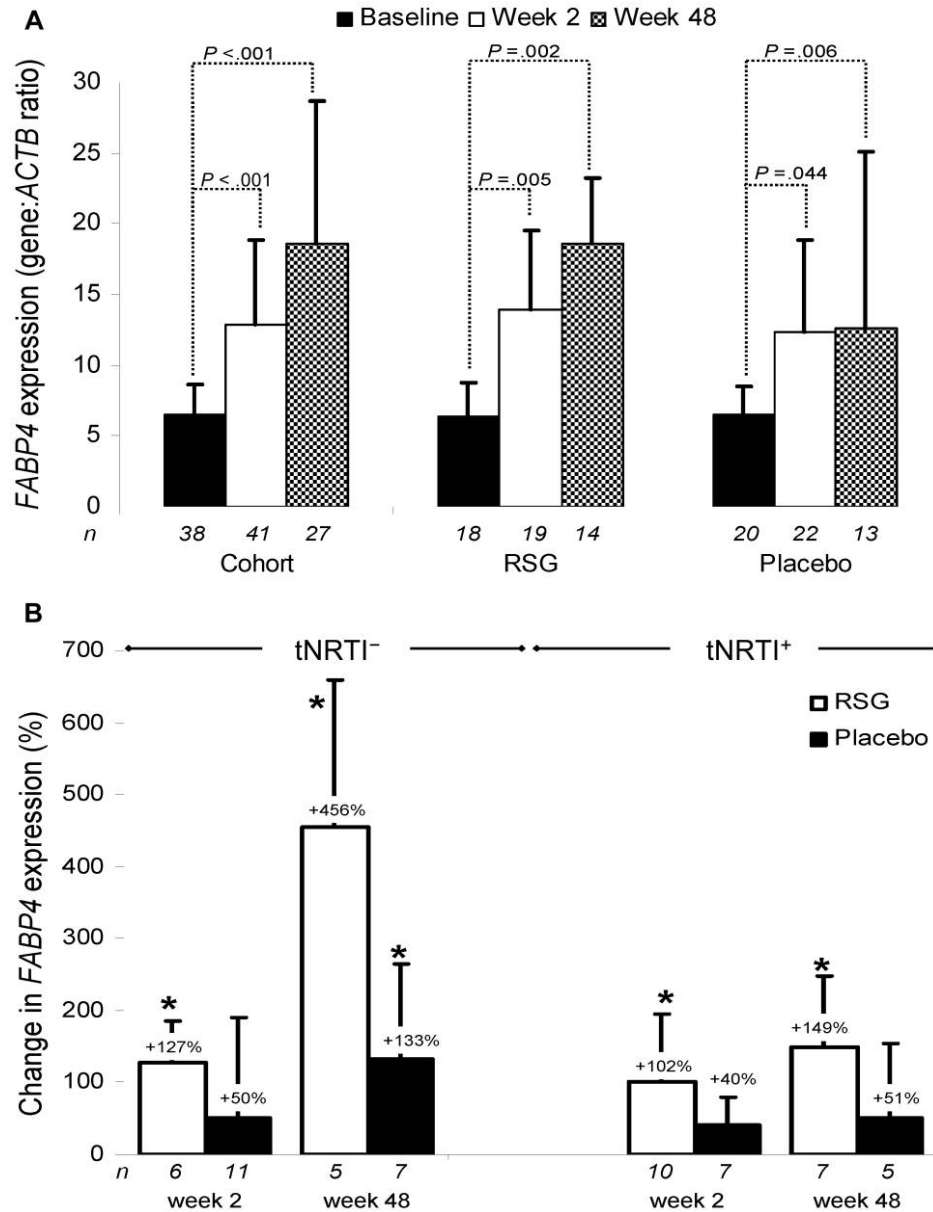 A
Baseline Week 2 Week 48
P <.001 P =.002 P =.006
P <.001 P =.005 P =.044
FABP4 expression (gene:ACTB ratio)
30
25
20
15
10
5
0
n 38 41 27 18 19 14 20 22 13
Cohort RSG Placebo
B
tNRTI⁻ tNRTI⁺
RSG
Placebo
Change in FABP4 expression (%)
700
600
500
400
300
200
100
0
+127% +50% * +456% * +133% * +102% +40% * +149% +51% *
n 6 11 5 7 10 7 7 5
week 2 week 48 week 2 week 48